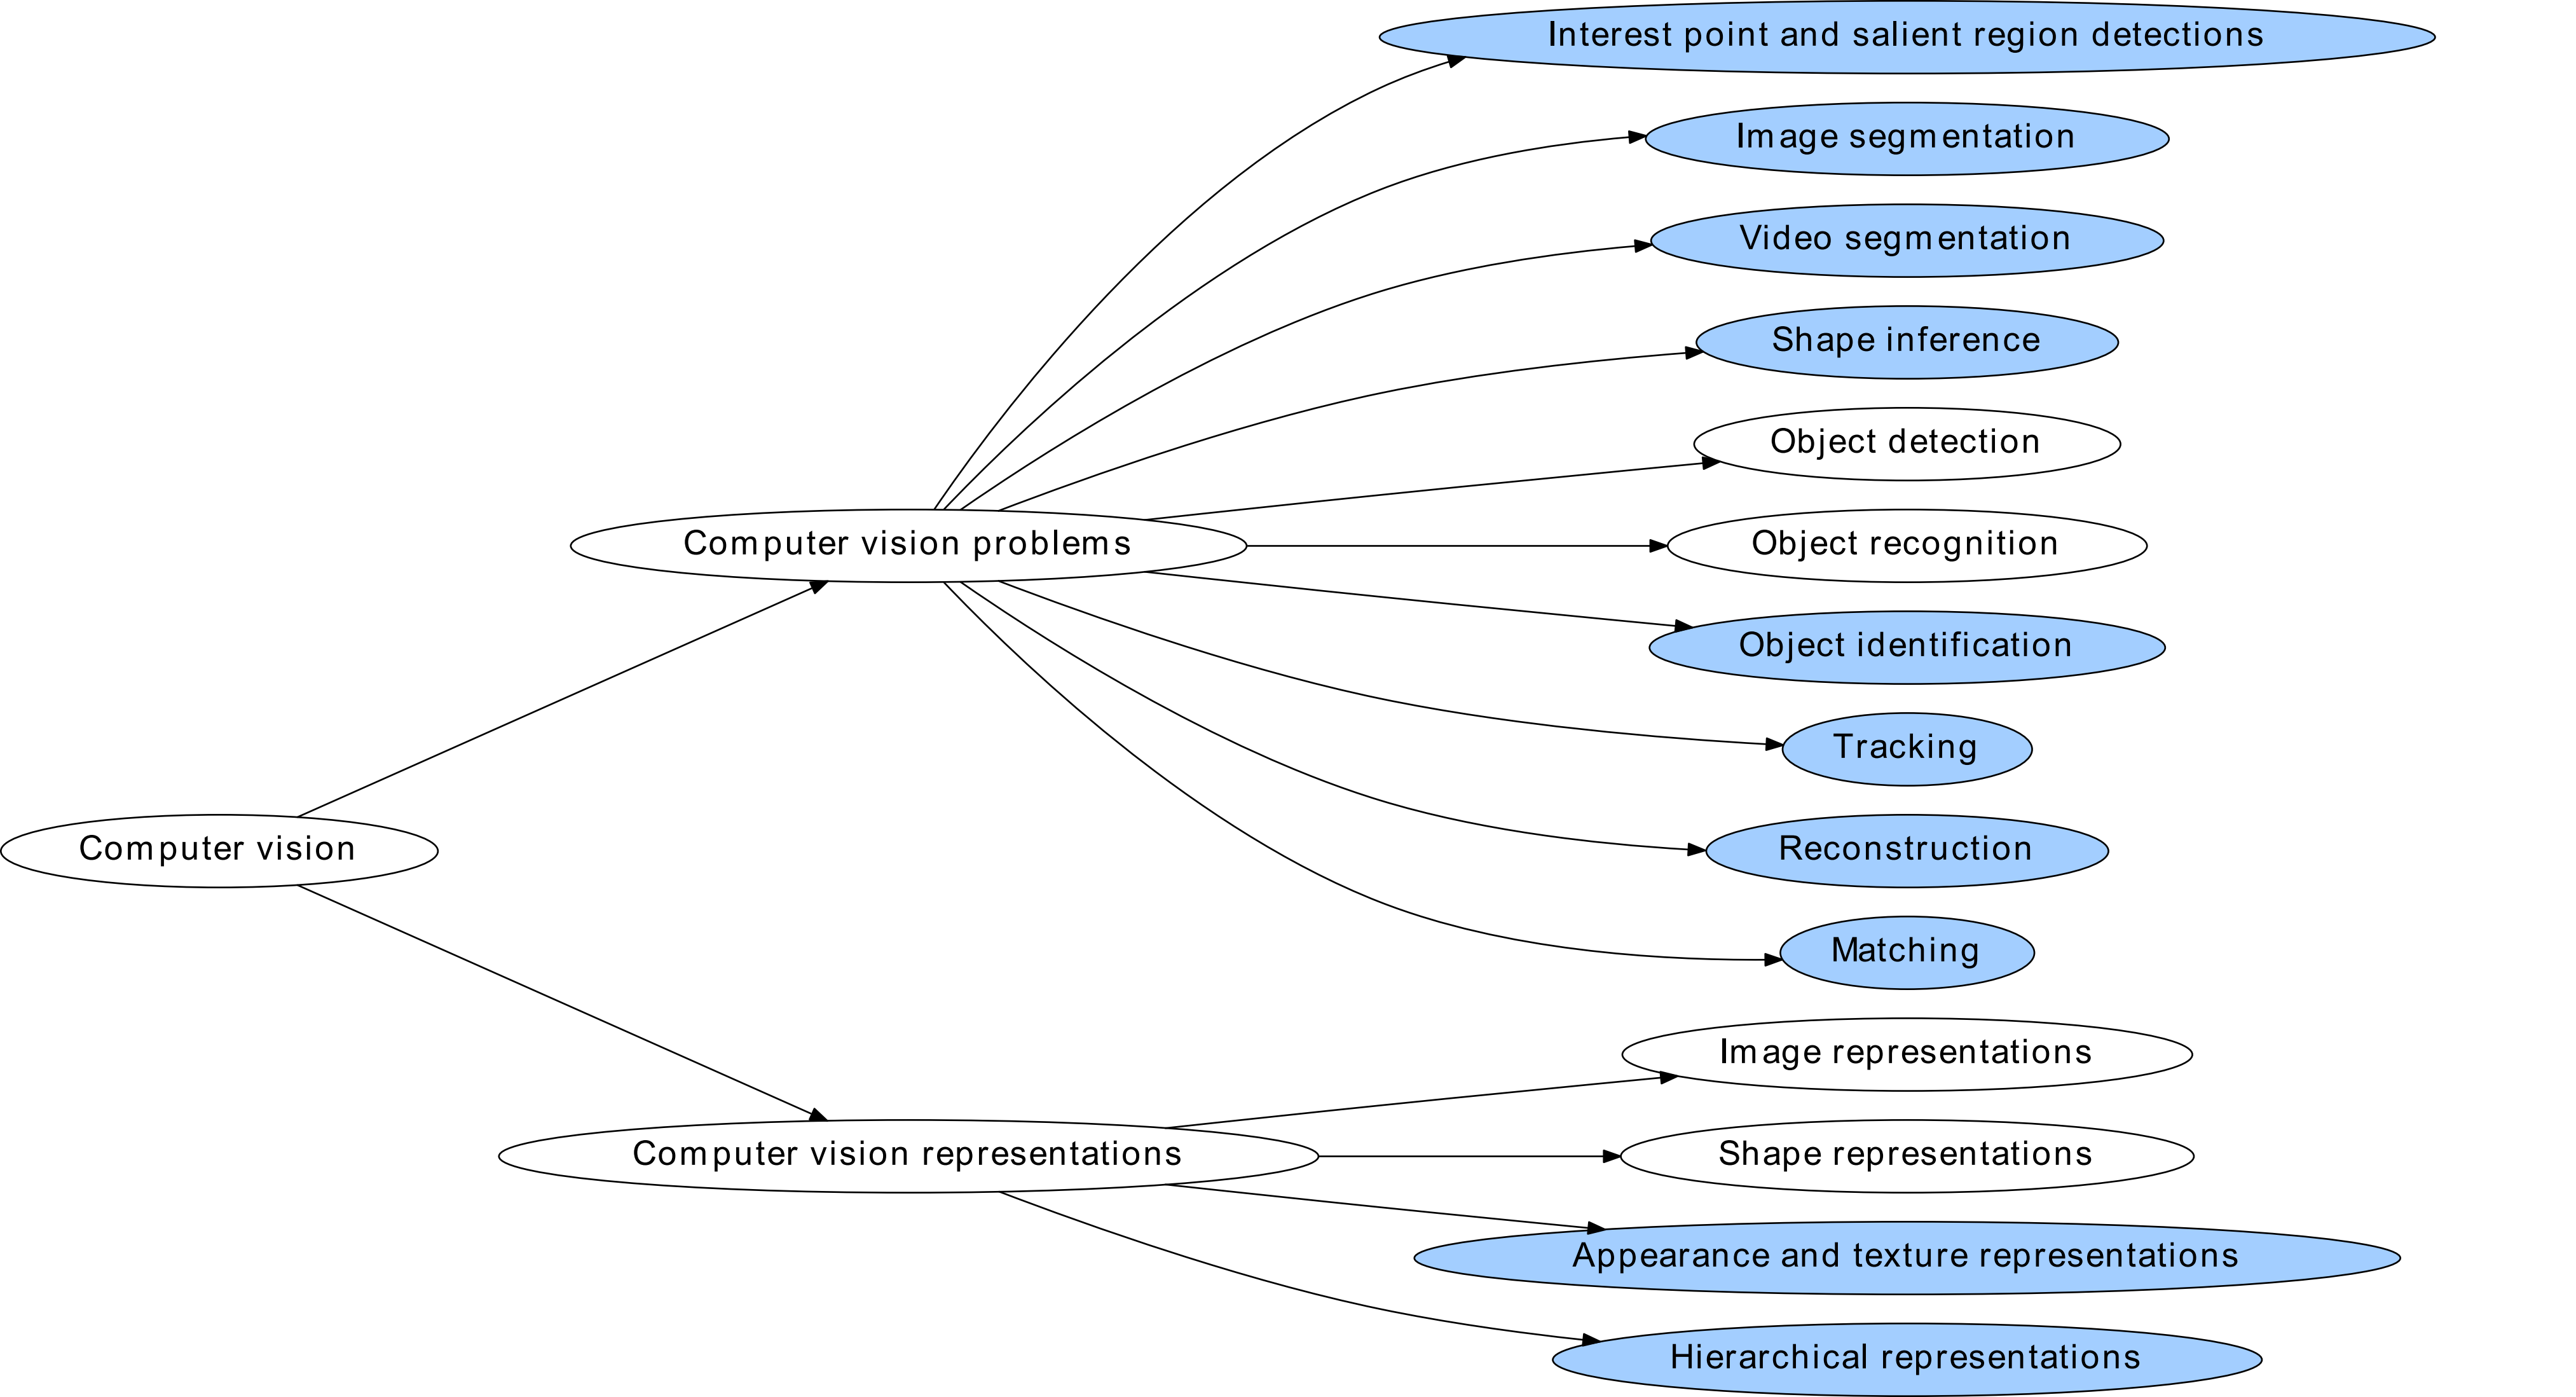 Interest point and salient region detections
Image segmentation
Video segmentation
Shape inference
Object detection
Computer vision problems
Object recognition
Object identification
Tracking
Computer vision
Reconstruction
Matching
Image representations
Computer vision representations
Shape representations
Appearance and texture representations
Hierarchical representations